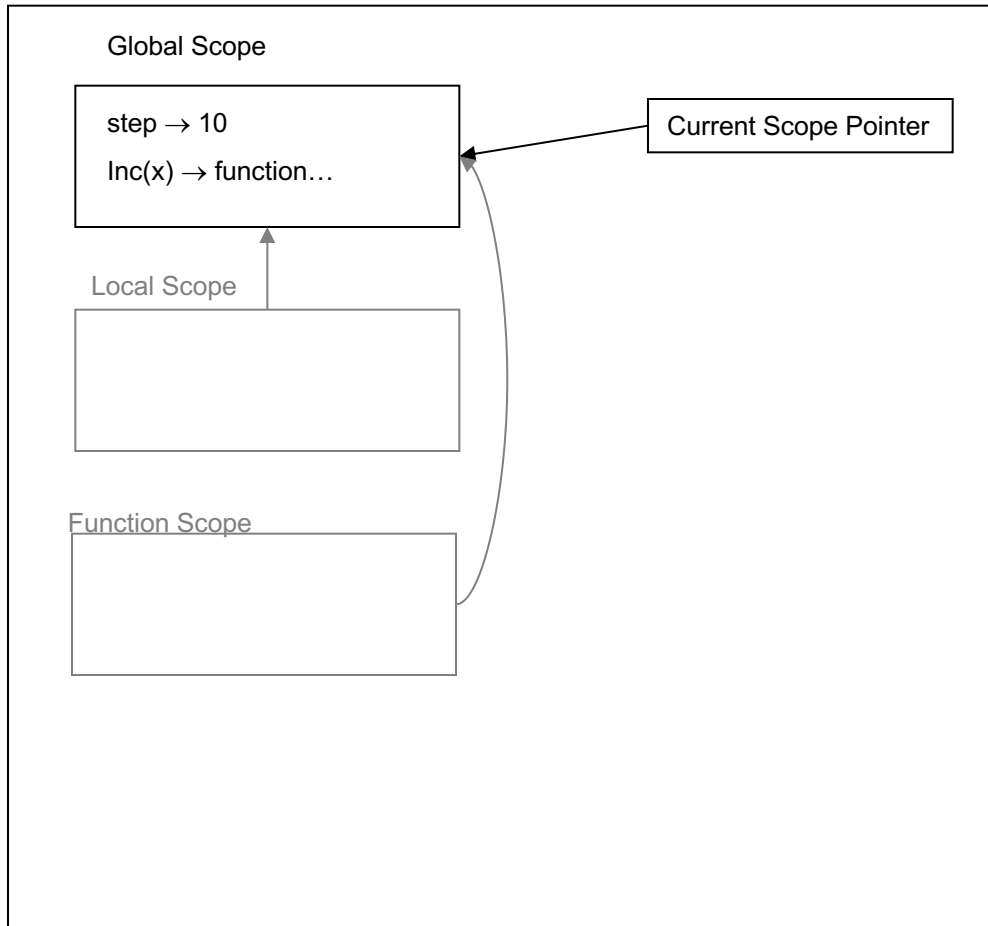 Global Scope
step → 10
Inc(x) → function…
Current Scope Pointer
Local Scope
Function Scope